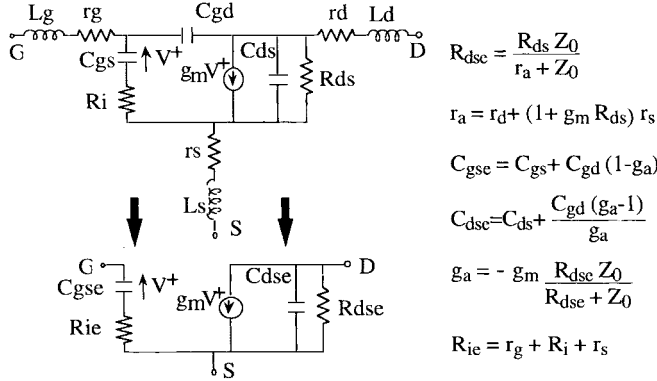 Lg rg Cgd rd Ld
G D
Cgs V+ Cds
gmV+ Rds
Ri
rs
Ls
S
G D
Cgse V+ Cdse
gmV+ Rdse
Rie
S
Rdse = Rds Z0 / ra + Z0
ra = rd+ (1+ gm Rds) rs
Cgse = Cgs+ Cgd (1-ga)
Cdse=Cds+ Cgd (ga-1) / ga
ga = - gm Rdse Z0 / Rdse + Z0
Rie = rg + Ri + rs